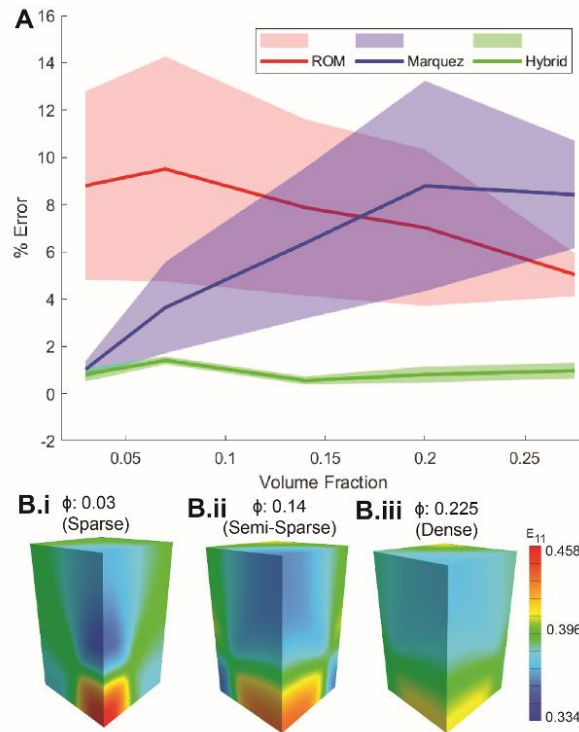 A
16
14
12
10
8
6
4
2
0
-2
% Error
ROM Marquez Hybrid
0.05 0.1 0.15 0.2 0.25
Volume Fraction
B.i ϕ: 0.03
(Sparse)
B.ii ϕ: 0.14
(Semi-Sparse)
B.iii ϕ: 0.225
(Dense)
E11
0.458
0.396
0.334